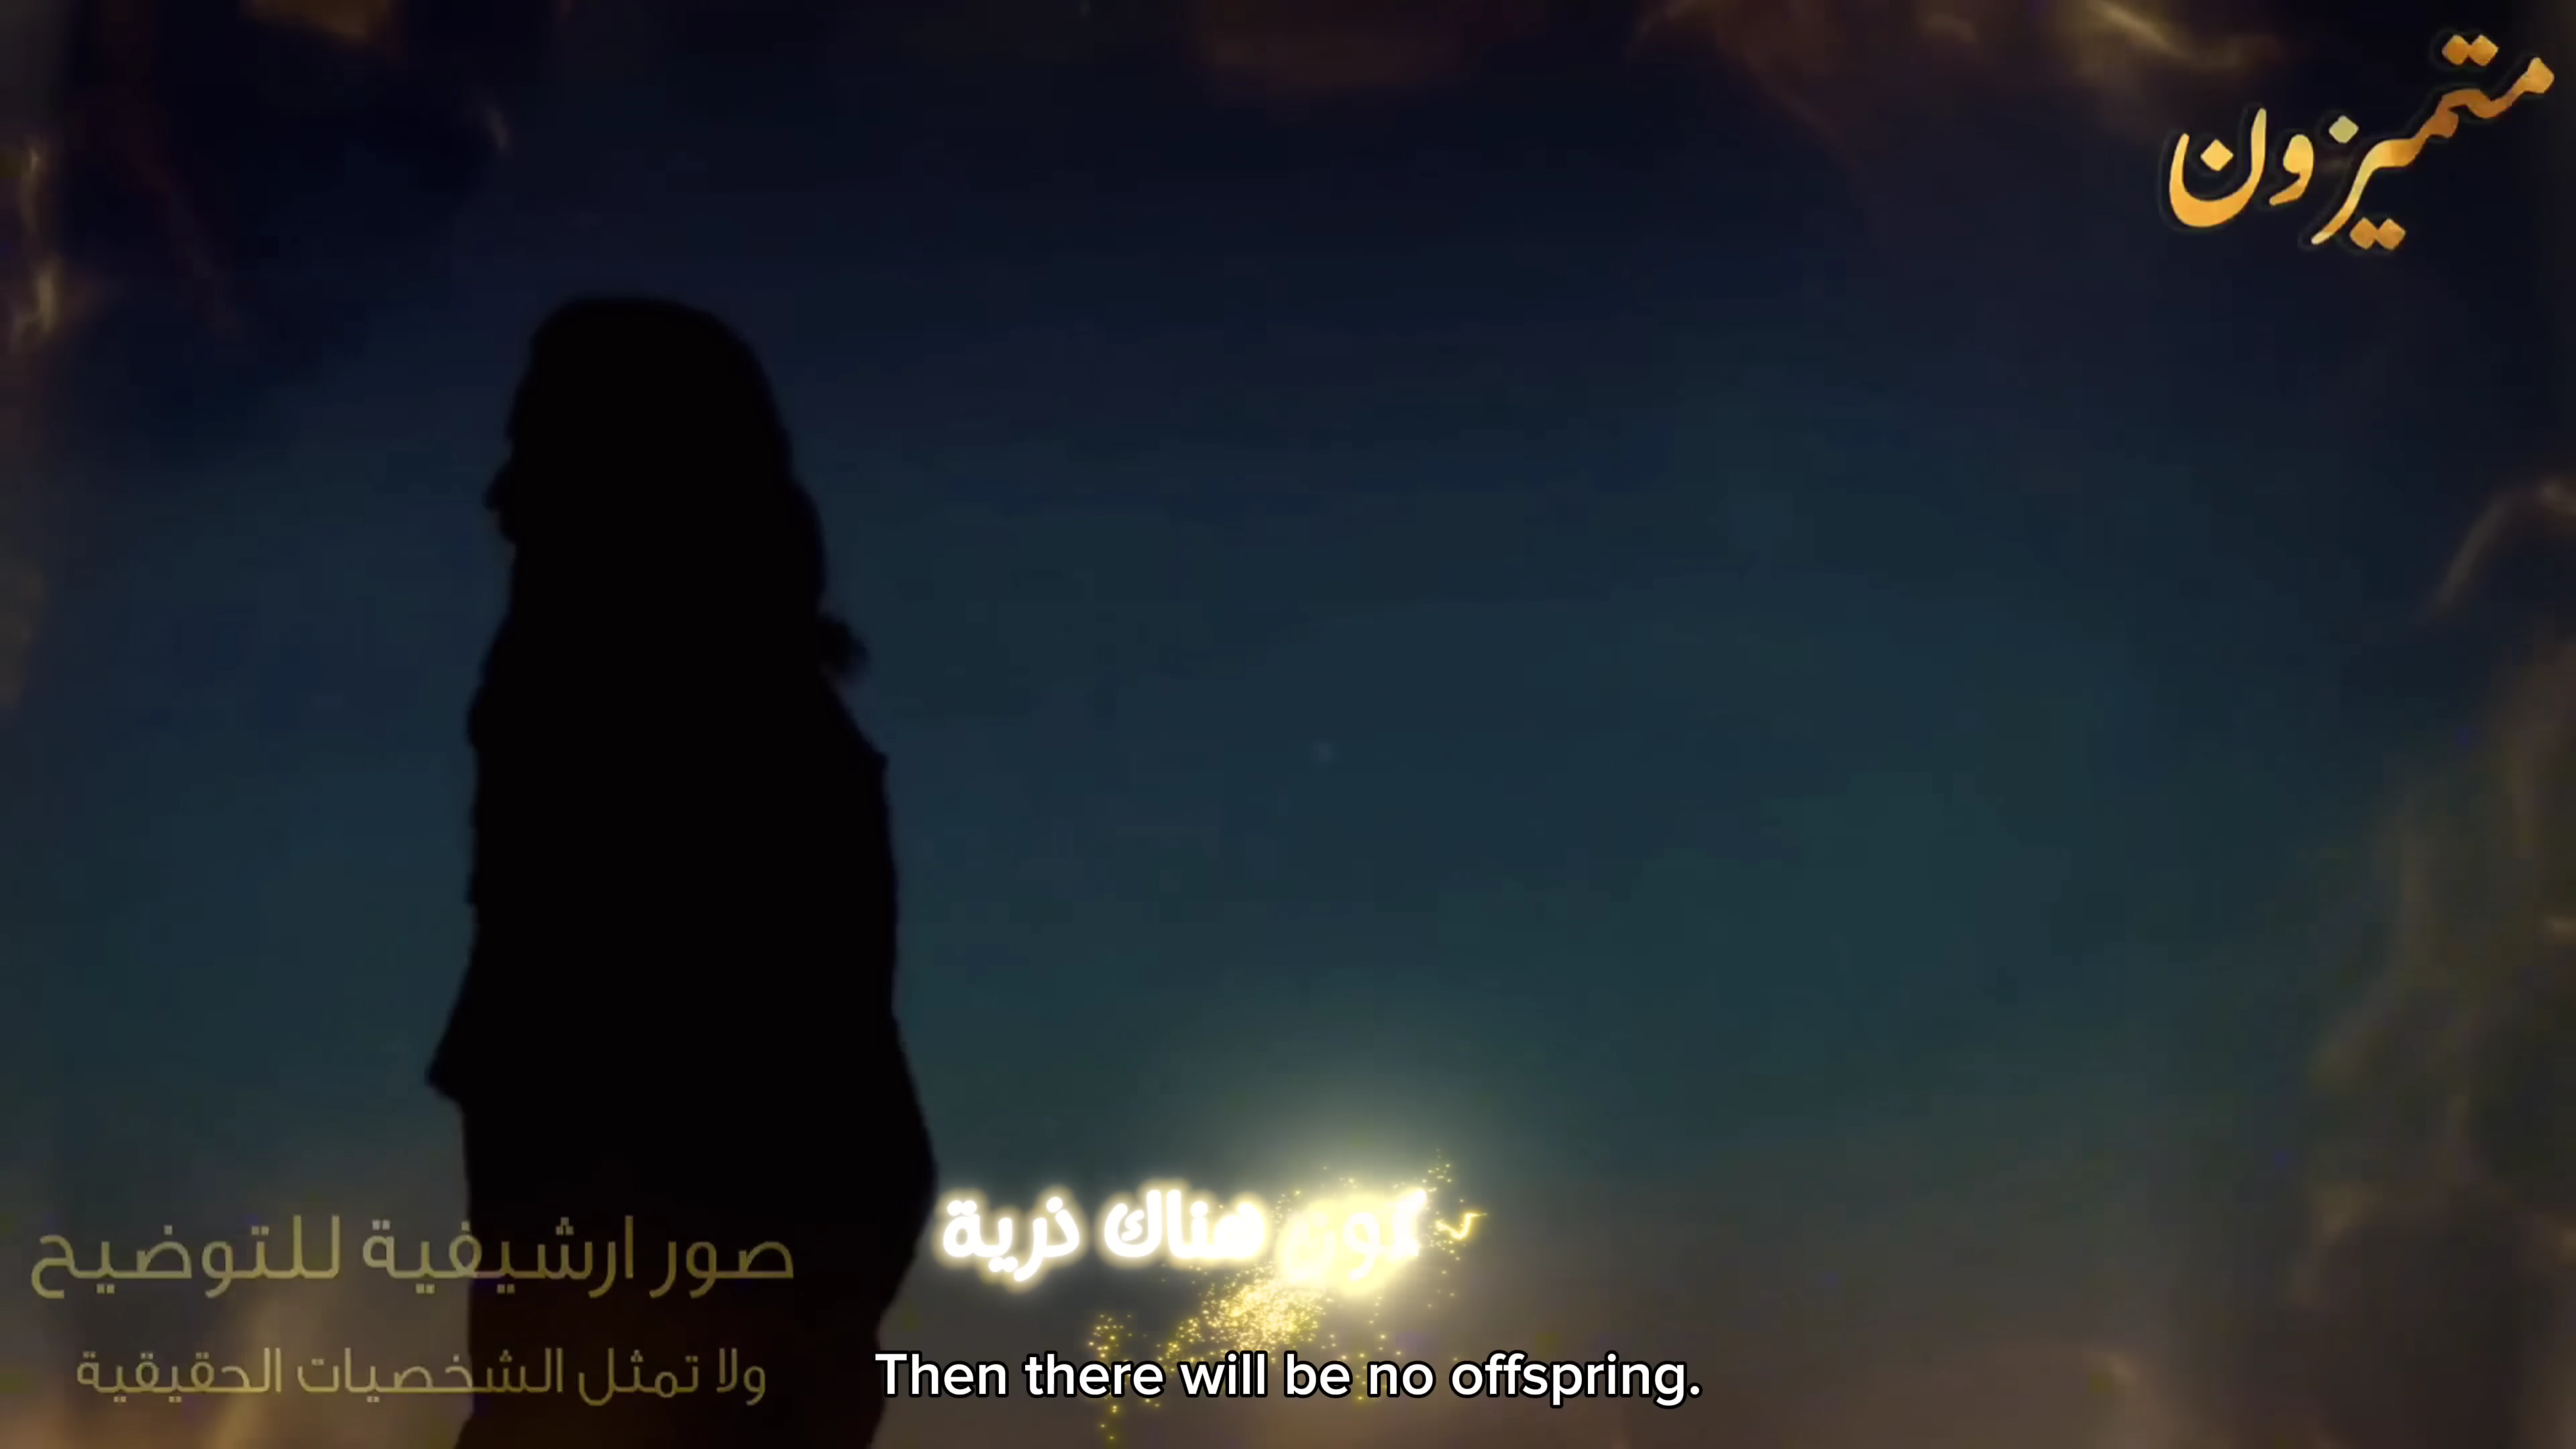 متميزون
هناك ذرية
صور ارشيفية للتوضيح
ولا تمثل الشخصيات الحقيقية
Then there will be no offspring.